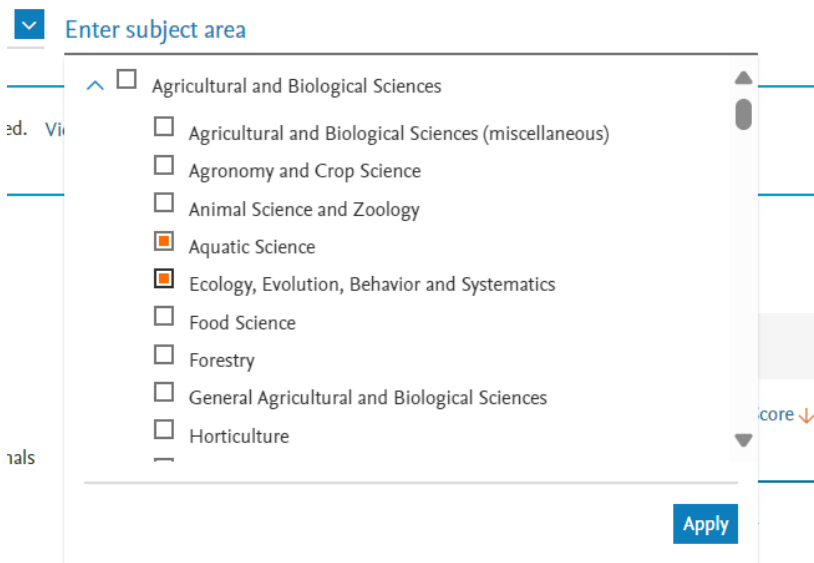 Enter subject area
Agricultural and Biological Sciences
Agricultural and Biological Sciences (miscellaneous)
ed. Vi
Agronomy and Crop Science
Animal Science and Zoology
Aquatic Science
Ecology, Evolution, Behavior and Systematics
Food Science
Forestry
General Agricultural and Biological Sciences
core
Horticulture
nals
Apply